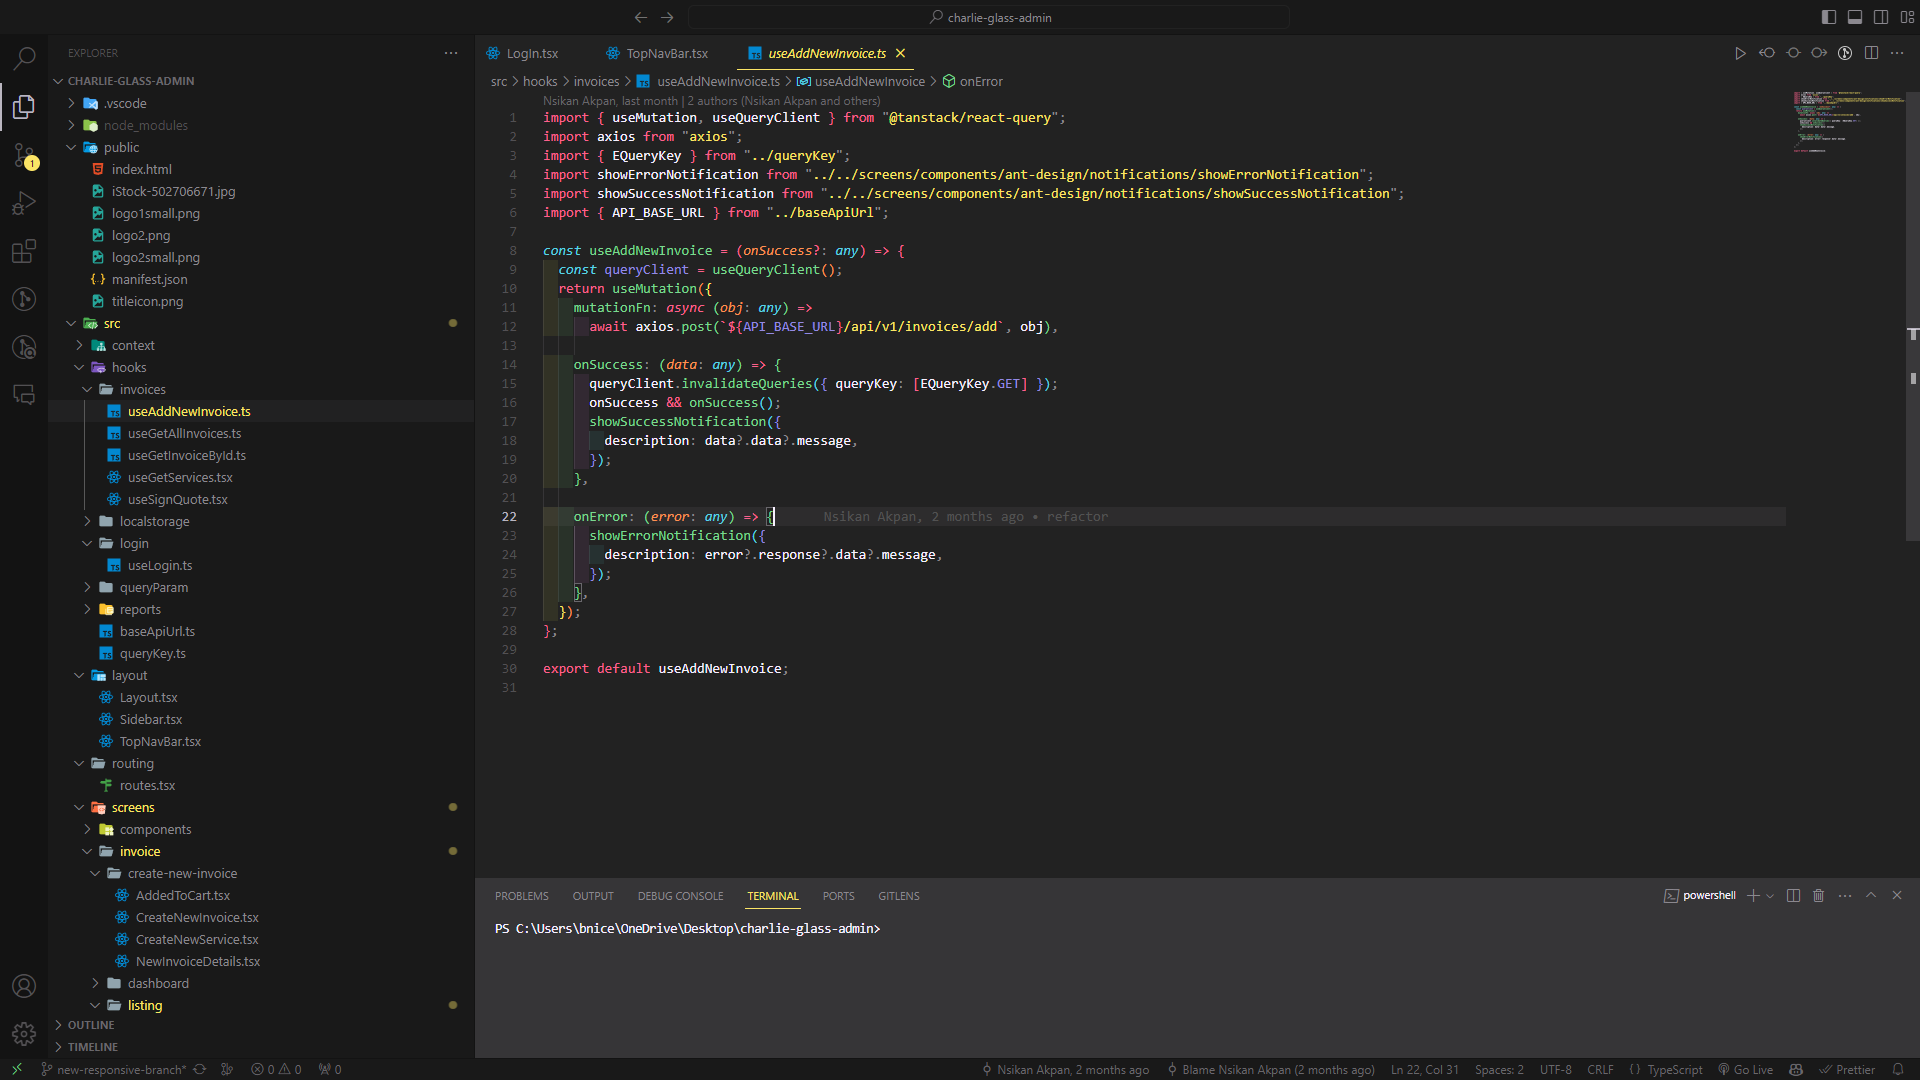 charlie-glass-admin
EXPLORER
CHARLIE-GLASS-ADMIN
.vscode
node_modules
public
index.html
iStock-502706671.jpg
logo1small.png
logo2.png
logo2small.png
manifest.json
titleicon.png
src
context
hooks
invoices
useAddNewInvoice.ts
useGetAllInvoices.ts
useGetInvoiceById.ts
useGetServices.tsx
useSignQuote.tsx
localstorage
login
useLogin.ts
queryParam
reports
baseApiUrl.ts
queryKey.ts
layout
Layout.tsx
Sidebar.tsx
TopNavBar.tsx
routing
routes.tsx
screens
components
invoice
create-new-invoice
AddedToCart.tsx
CreateNewInvoice.tsx
CreateNewService.tsx
NewInvoiceDetails.tsx
dashboard
listing
OUTLINE
TIMELINE
1
LogIn.tsx TopNavBar.tsx useAddNewInvoice.ts
src > hooks > invoices > TS useAddNewInvoice.ts > useAddNewInvoice > onError
Nsikan Akpan, last month | 2 authors (Nsikan Akpan and others)
1 import { useMutation, useQueryClient } from "@tanstack/react-query";
2 import axios from "axios";
3 import { EQueryKey } from "../queryKey";
4 import showErrorNotification from "../../screens/components/ant-design/notifications/showErrorNotification";
5 import showSuccessNotification from "../../screens/components/ant-design/notifications/showSuccessNotification";
6 import { API_BASE_URL } from "../baseApiUrl";
7
8 const useAddNewInvoice = (onSuccess?: any) => {
9 const queryClient = useQueryClient();
10 return useMutation({
11 mutationFn: async (obj: any) =>
12 await axios.post(`${API_BASE_URL}/api/v1/invoices/add`, obj),
13
14 onSuccess: (data: any) => {
15 queryClient.invalidateQueries({ queryKey: [EQueryKey.GET] });
16 onSuccess && onSuccess();
17 showSuccessNotification({
18 description: data?.data?.message,
19 });
20 },
21
22 onError: (error: any) => { Nsikan Akpan, 2 months ago • refactor
23 showErrorNotification({
24 description: error?.response?.data?.message,
25 });
26 },
27 });
28 };
29
30 export default useAddNewInvoice;
31
PROBLEMS OUTPUT DEBUG CONSOLE TERMINAL PORTS GITLENS
powershell
PS C:\Users\bnice\OneDrive\Desktop\charlie-glass-admin>
new-responsive-branch* 0 0 0 Nsikan Akpan, 2 months ago Blame Nsikan Akpan (2 months ago) Ln 22, Col 31 Spaces: 2 UTF-8 CRLF { } TypeScript Go Live Prettier